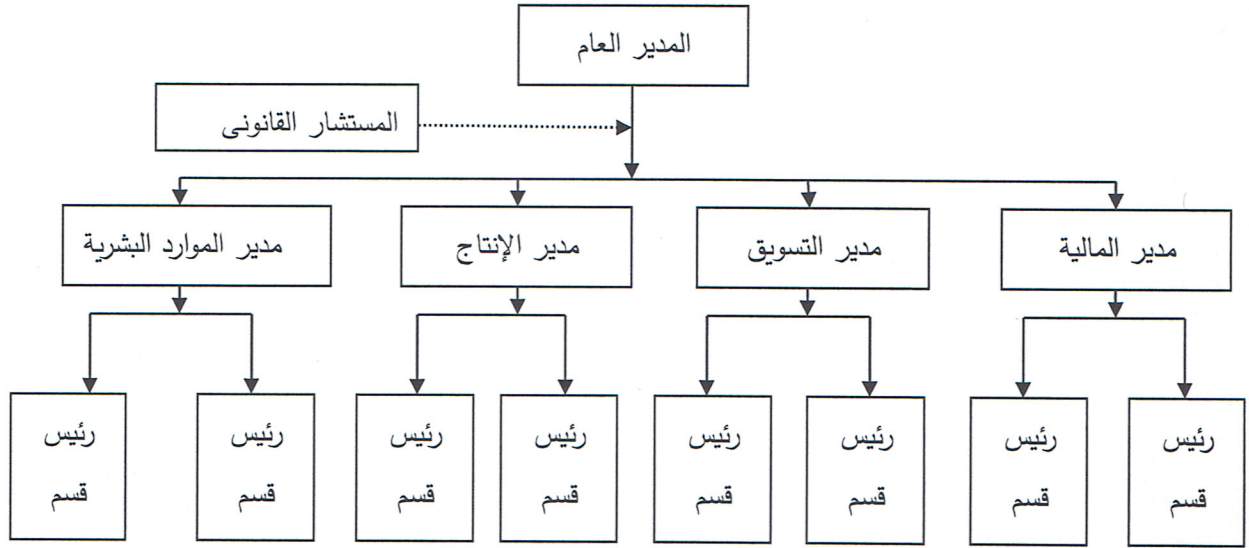 المدير العام
المستشار القانونى
مدير المالية
مدير التسويق
مدير الإنتاج
مدير الموارد البشرية
رئيس
قسم
رئيس
قسم
رئيس
قسم
رئيس
قسم
رئيس
قسم
رئيس
قسم
رئيس
قسم
رئيس
قسم